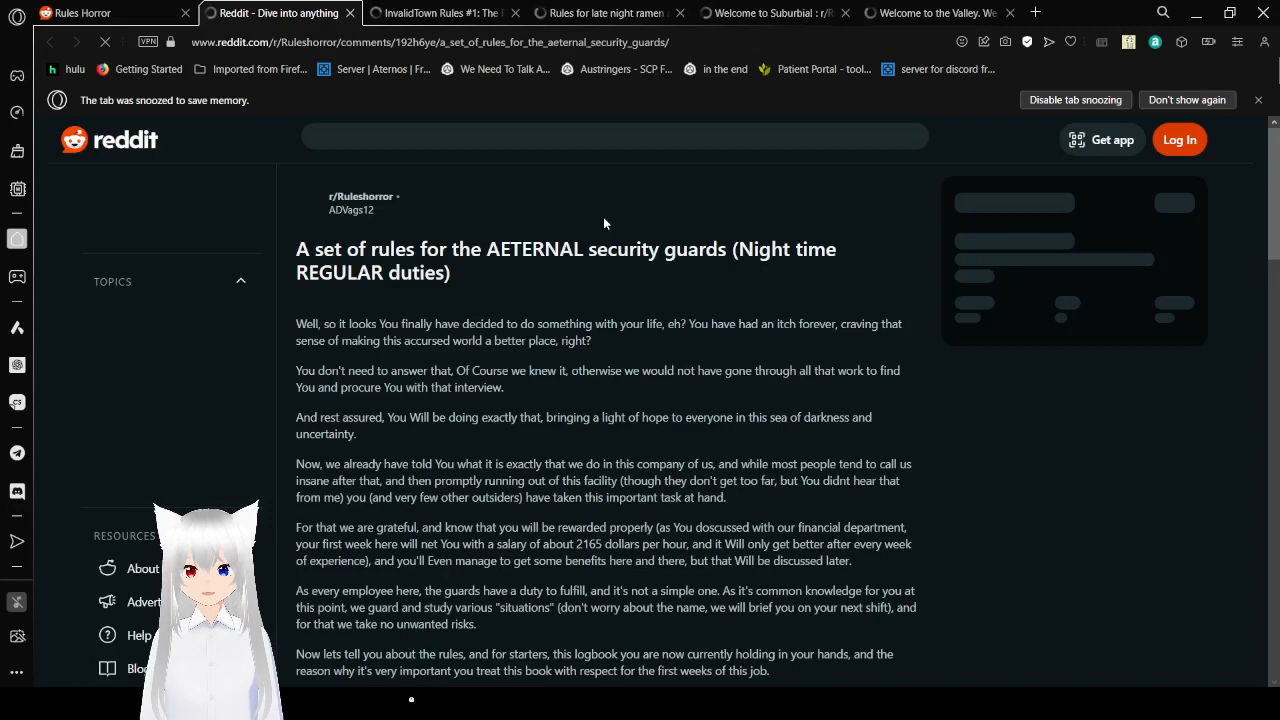 Rules Horror
Reddit - Dive into anything
InvalidTown Rules #1: The F
Rules for late night ramen
Welcome to Suburbial : r/R
Welcome to the Valley. We
VPN
www.reddit.com/r/Ruleshorror/comments/192h6ye/a_set_of_rules_for_the_aeternal_security_guards/
hulu
Getting Started
Imported from Firef...
Server | Aternos | Fr...
We Need To Talk A...
Austringers - SCP F...
in the end
Patient Portal - tool...
server for discord fr...
The tab was snoozed to save memory.
Disable tab snoozing
Don't show again
reddit
Get app
Log In
r/Ruleshorror •
ADVags12
A set of rules for the AETERNAL security guards (Night time
REGULAR duties)
TOPICS
Well, so it looks You finally have decided to do something with your life, eh? You have had an itch forever, craving that
sense of making this accursed world a better place, right?
You don't need to answer that, Of Course we knew it, otherwise we would not have gone through all that work to find
You and procure You with that interview.
And rest assured, You Will be doing exactly that, bringing a light of hope to everyone in this sea of darkness and
uncertainty.
Now, we already have told You what it is exactly that we do in this company of us, and while most people tend to call us
insane after that, and then promptly running out of this facility (though they don't get too far, but You didnt hear that
from me) you (and very few other outsiders) have taken this important task at hand.
For that we are grateful, and know that you will be rewarded properly (as You doscussed with our financial department,
your first week here will net You with a salary of about 2165 dollars per hour, and it Will only get better after every week
of experience), and you'll Even manage to get some benefits here and there, but that Will be discussed later.
As every employee here, the guards have a duty to fulfill, and it's not a simple one. As it's common knowledge for you at
this point, we guard and study various "situations" (don't worry about the name, we will brief you on your next shift), and
for that we take no unwanted risks.
Now lets tell you about the rules, and for starters, this logbook you are now currently holding in your hands, and the
reason why it's very important you treat this book with respect for the first weeks of this job.
RESOURCES
About
Advert
Help
Blo